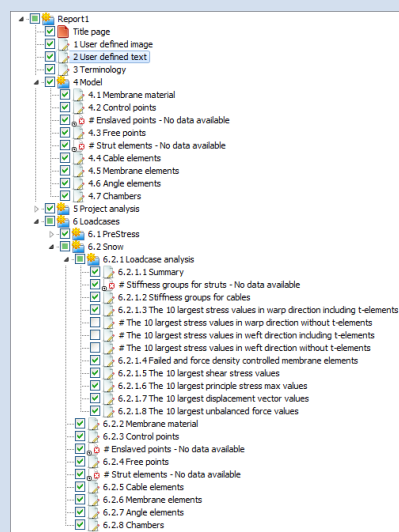 Report1
Title page
1 User defined image
2 User defined text
3 Terminology
4 Model
4.1 Membrane material
4.2 Control points
# Enslaved points - No data available
4.3 Free points
# Strut elements - No data available
4.4 Cable elements
4.5 Membrane elements
4.6 Angle elements
4.7 Chambers
5 Project analysis
6 Loadcases
6.1 PreStress
6.2 Snow
6.2.1 Loadcase analysis
6.2.1.1 Summary
# Stiffness groups for struts - No data available
6.2.1.2 Stiffness groups for cables
6.2.1.3 The 10 largest stress values in warp direction including t-elements
# The 10 largest stress values in warp direction without t-elements
# The 10 largest stress values in weft direction including t-elements
# The 10 largest stress values in weft direction without t-elements
6.2.1.4 Failed and force density controlled membrane elements
6.2.1.5 The 10 largest shear stress values
6.2.1.6 The 10 largest principle stress max values
6.2.1.7 The 10 largest displacement vector values
6.2.1.8 The 10 largest unbalanced force values
6.2.2 Membrane material
6.2.3 Control points
# Enslaved points - No data available
6.2.4 Free points
# Strut elements - No data available
6.2.5 Cable elements
6.2.6 Membrane elements
6.2.7 Angle elements
6.2.8 Chambers